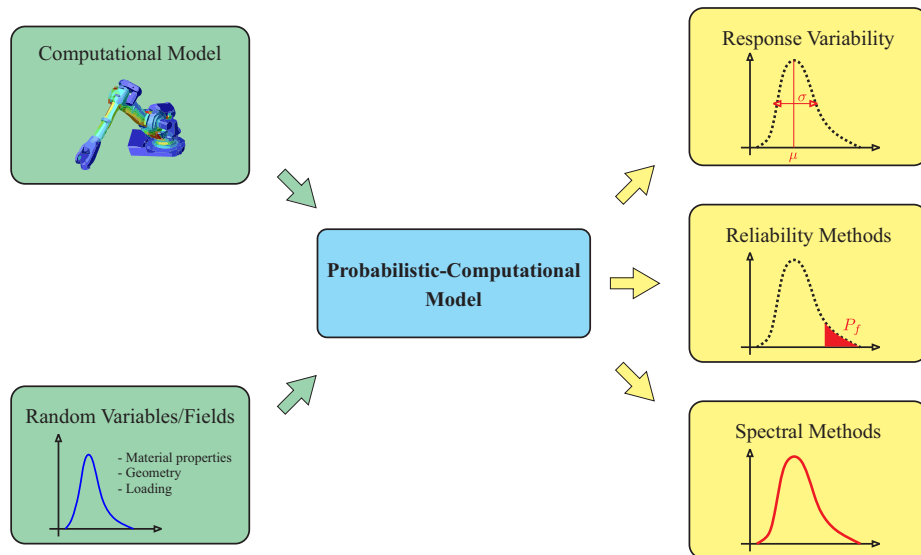 Computational Model
Random Variables/Fields
- Material properties
- Geometry
- Loading
Probabilistic-Computational
Model
Response Variability
σ
μ
Reliability Methods
P_f
Spectral Methods